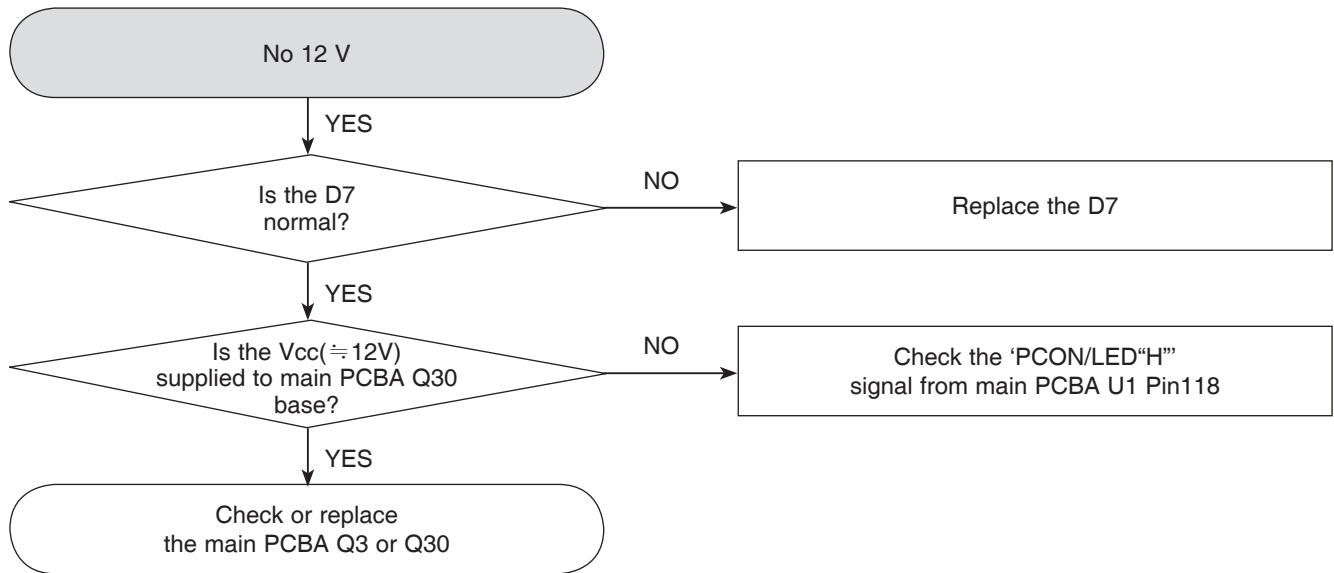 No 12 V
YES
Is the D7
normal?
NO
Replace the D7
YES
Is the Vcc(≒12V)
supplied to main PCBA Q30
base?
NO
Check the ‘PCON/LED“H”’
signal from main PCBA U1 Pin118
YES
Check or replace
the main PCBA Q3 or Q30